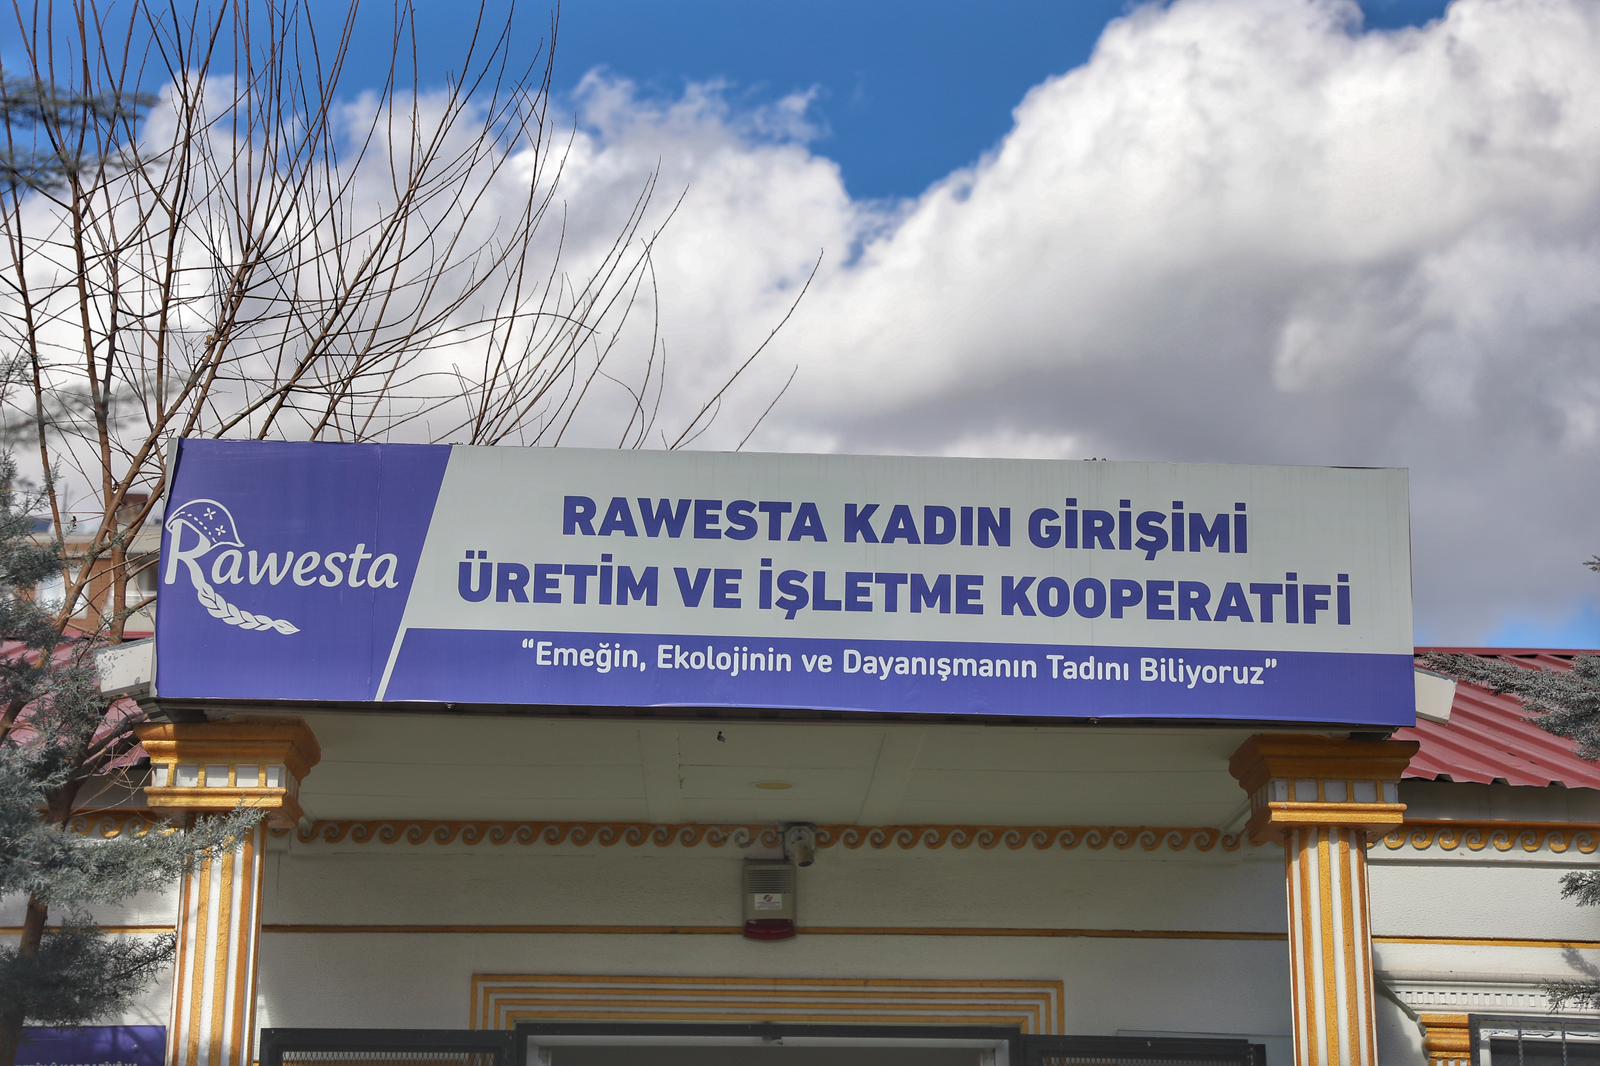 Rawesta
RAWESTA KADIN GİRİŞİMİ
ÜRETİM VE İŞLETME KOOPERATİFİ
“Emeğin, Ekolojinin ve Dayanışmanın Tadını Biliyoruz”